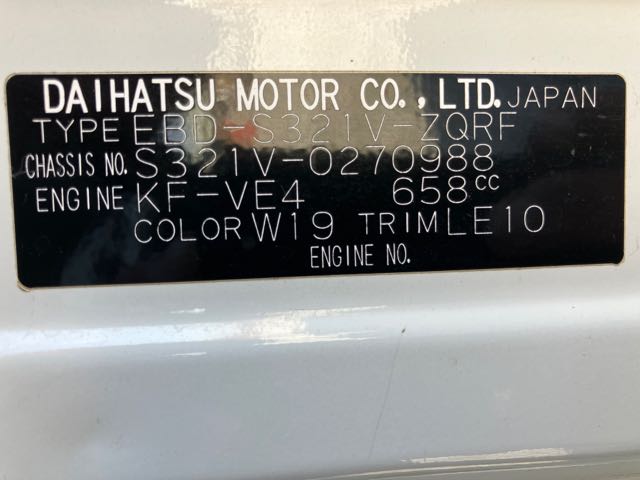 DAIHATSU MOTOR CO., LTD. JAPAN
TYPE EBD-S321V-ZQRF
CHASSIS NO. S321V-0270988
ENGINE KF-VE4 658cc
COLOR W19 TRIM LE10
ENGINE NO.